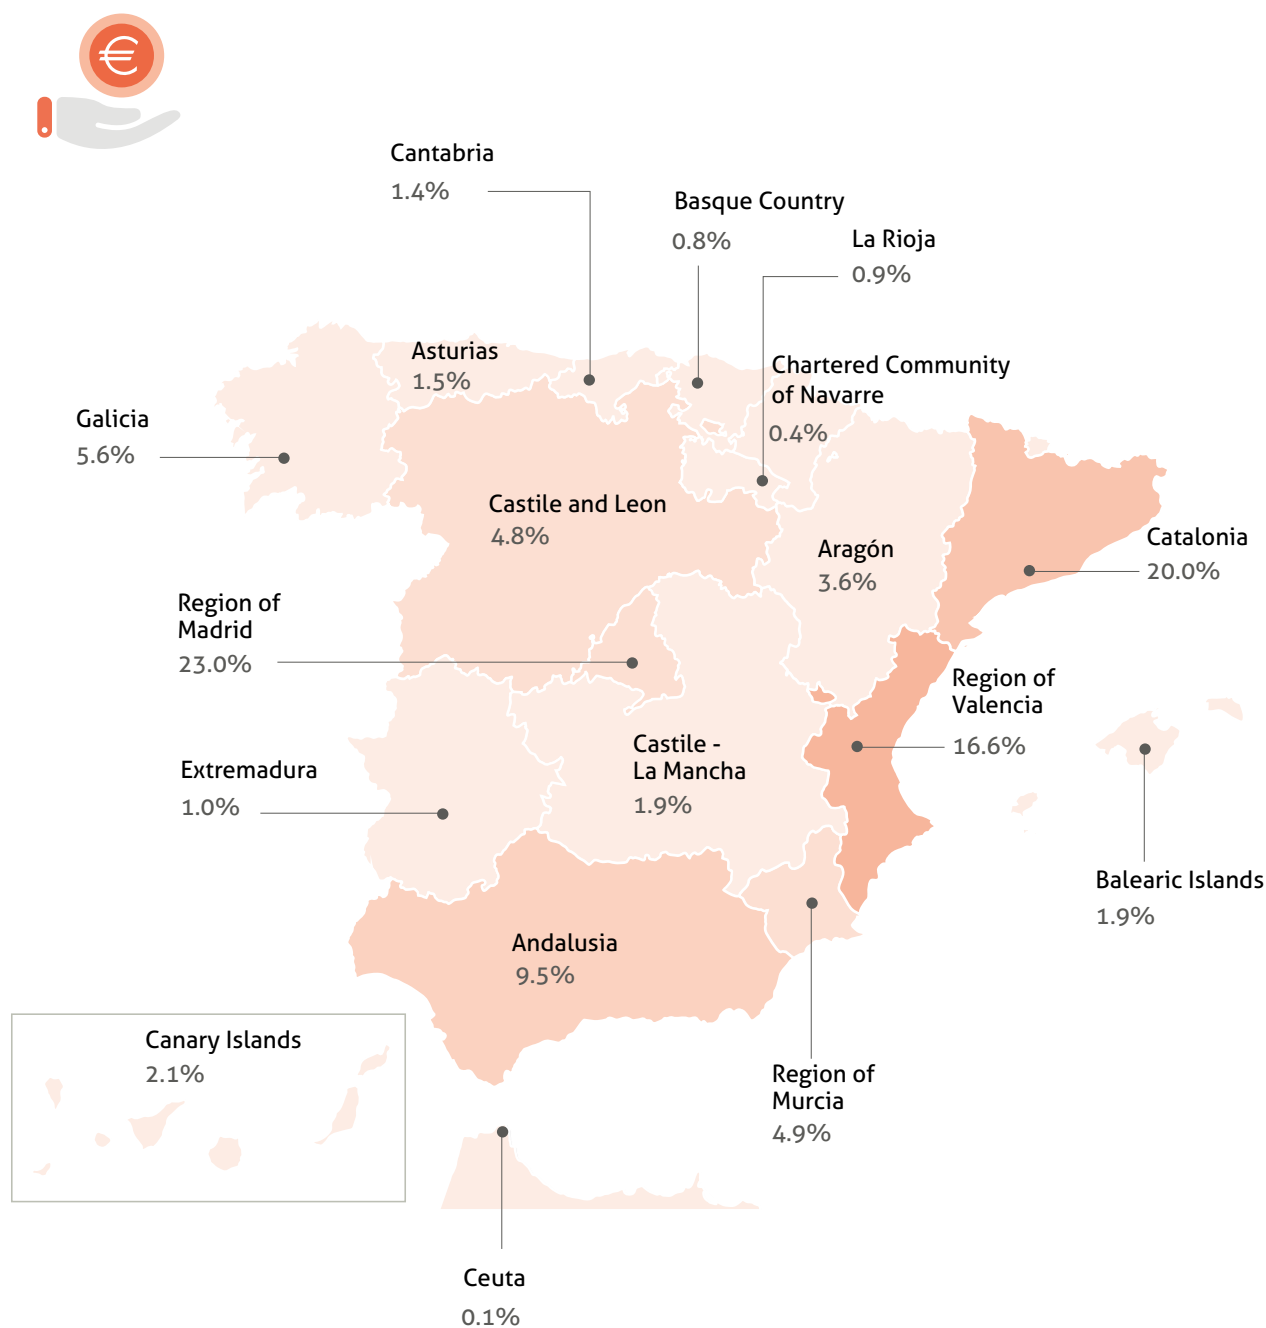 €
Cantabria
1.4%
Basque Country
0.8%
La Rioja
0.9%
Asturias
1.5%
Chartered Community
of Navarre
0.4%
Galicia
5.6%
Castile and Leon
4.8%
Aragón
3.6%
Catalonia
20.0%
Region of
Madrid
23.0%
Region of
Valencia
16.6%
Castile -
La Mancha
1.9%
Extremadura
1.0%
Balearic Islands
1.9%
Andalusia
9.5%
Canary Islands
2.1%
Region of
Murcia
4.9%
Ceuta
0.1%